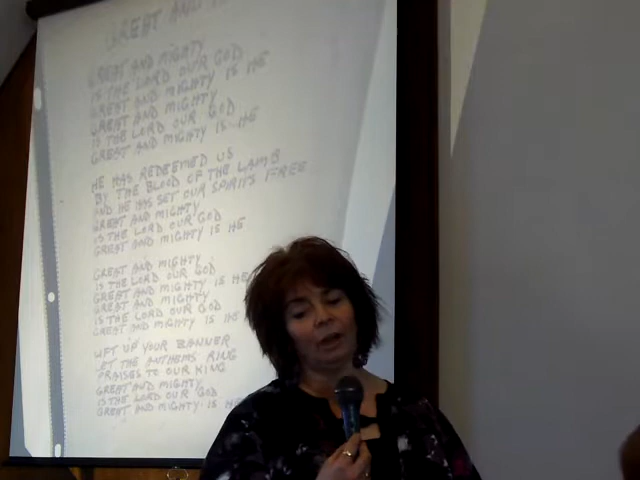 GREAT AND
GREAT AND MIGHTY
IS THE LORD OUR GOD
GREAT AND MIGHTY IS HE
GREAT AND MIGHTY
IS THE LORD OUR GOD
GREAT AND MIGHTY IS HE
HE HAS REDEEMED US
BY THE BLOOD OF THE LAMB
AND HE HAS SET OUR SPIRITS FREE
GREAT AND MIGHTY
IS THE LORD OUR GOD
GREAT AND MIGHTY IS HE
GREAT AND MIGHTY
IS THE LORD OUR GOD
GREAT AND MIGHTY IS HE
GREAT AND MIGHTY
IS THE LORD OUR GOD
GREAT AND MIGHTY IS HE
LIFT UP YOUR BANNER
LET THE ANTHEMS RING
PRAISES TO OUR KING
GREAT AND MIGHTY
IS THE LORD OUR GOD
GREAT AND MIGHTY IS HE